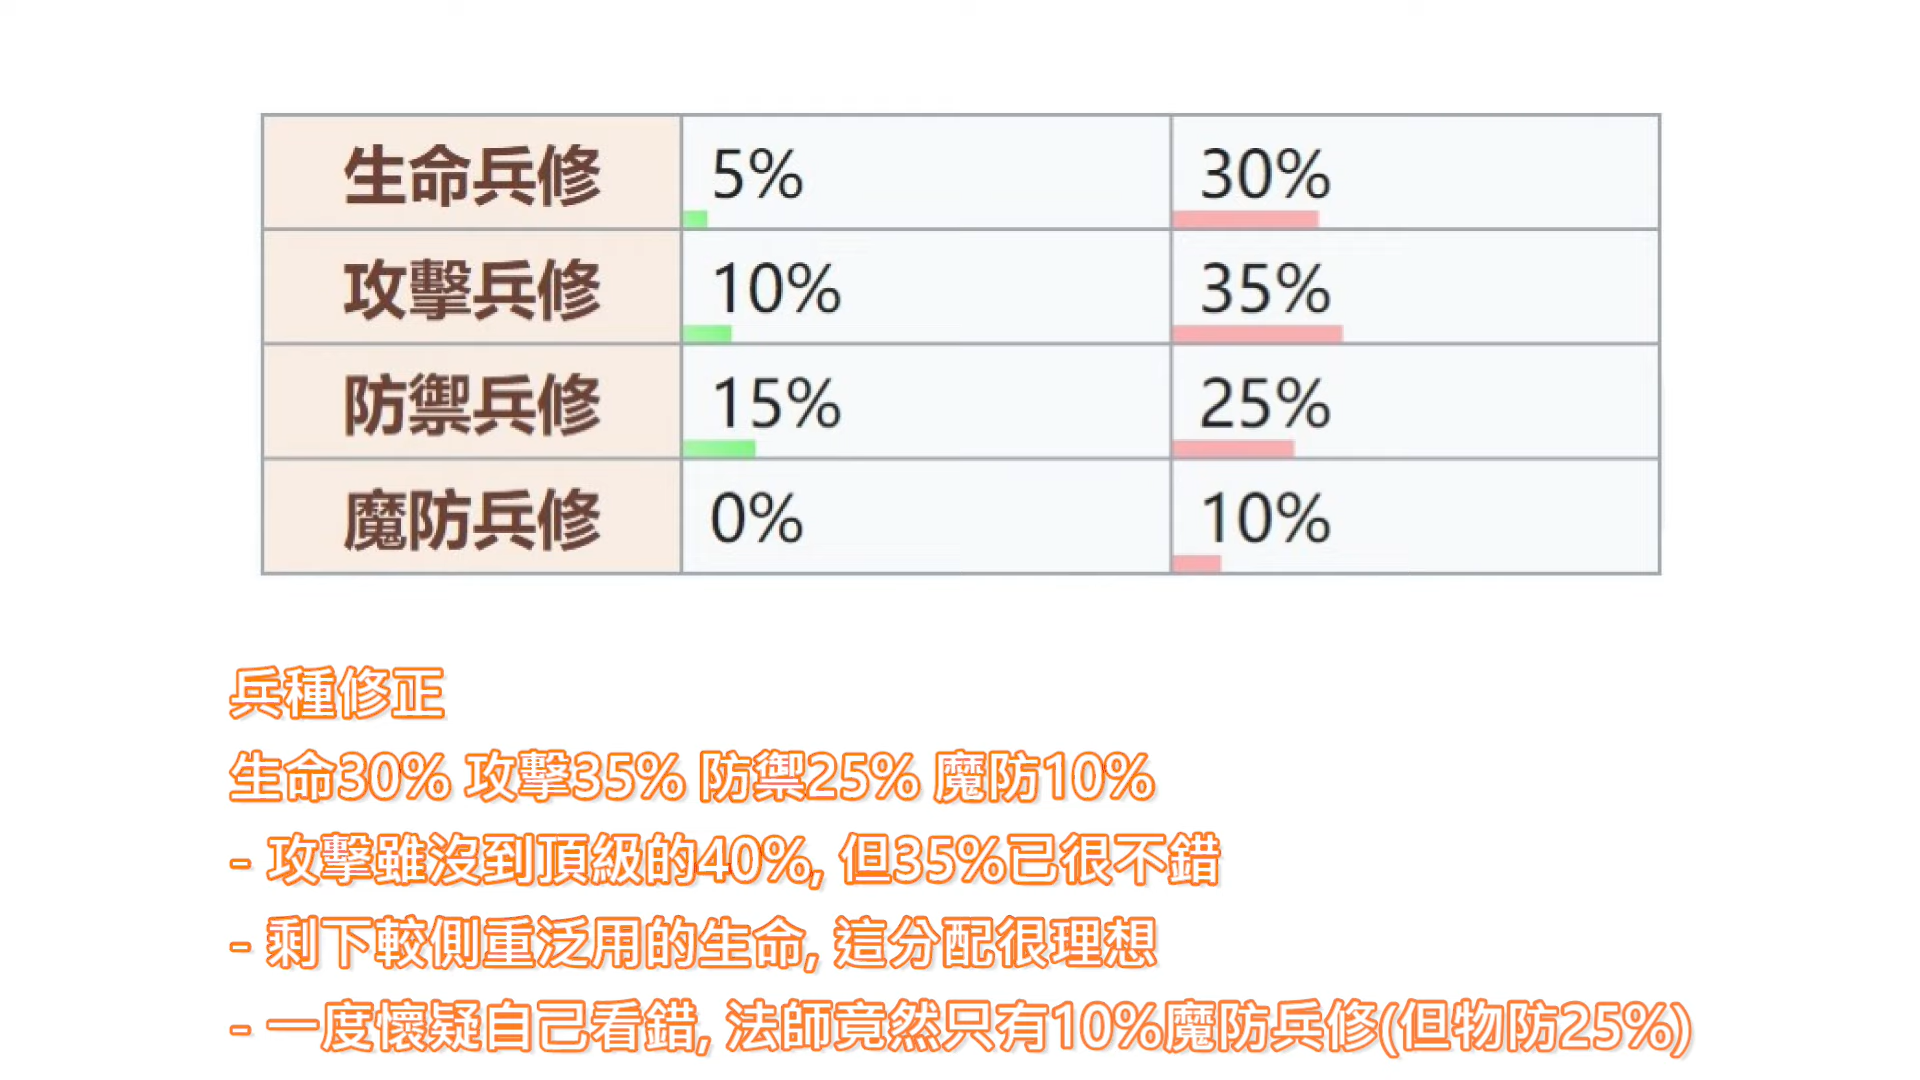 生命兵修 5% 30%
攻擊兵修 10% 35%
防禦兵修 15% 25%
魔防兵修 0% 10%
兵種修正
生命30% 攻擊35% 防禦25% 魔防10%
- 攻擊雖沒到頂級的40%, 但35%已很不錯
- 剩下較側重泛用的生命, 這分配很理想
- 一度懷疑自己看錯, 法師竟然只有10%魔防兵修(但物防25%)